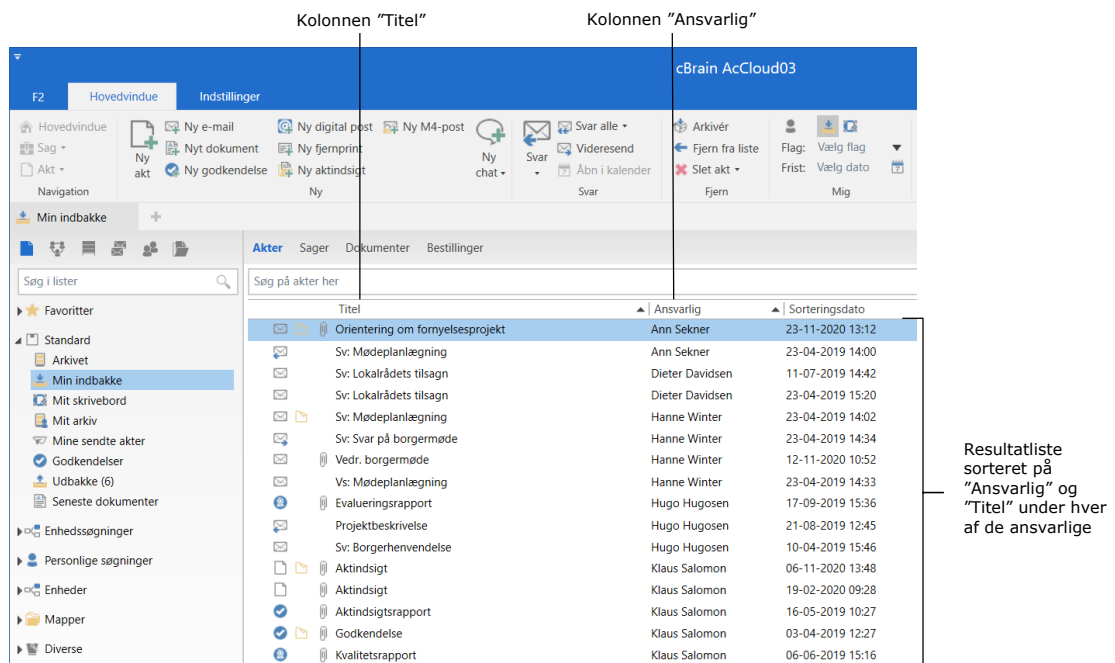 Kolonnen ”Titel” Kolonnen ”Ansvarlig”
cBrain AcCloud03
F2 Hovedvindue Indstillinger
Hovedvindue Ny e-mail Ny digital post Ny M4-post Svar alle Arkivér
Sag Nyt dokument Ny fjernprint Videresend Fjern fra liste Flag: Vælg flag
Ny akt Ny chat Svar
Akt Ny godkendelse Ny aktindsigt Åbn i kalender Slet akt Frist: Vælg dato
Navigation Ny Svar Fjern Mig
Min indbakke +
Akter Sager Dokumenter Bestillinger
Søg i lister Søg på akter her
Favoritter
Standard
Arkivet
Min indbakke
Mit skrivebord
Mit arkiv
Mine sendte akter
Godkendelser
Udbakke (6)
Seneste dokumenter
Enhedssøgninger
Personlige søgninger
Enheder
Mapper
Diverse
Titel Ansvarlig Sorteringsdato
Orientering om fornyelsesprojekt Ann Sekner 23-11-2020 13:12
Sv: Mødeplanlægning Ann Sekner 23-04-2019 14:00
Sv: Lokalrådets tilsagn Dieter Davidsen 11-07-2019 14:42
Sv: Lokalrådets tilsagn Dieter Davidsen 23-04-2019 15:20
Sv: Mødeplanlægning Hanne Winter 23-04-2019 14:02
Sv: Svar på borgermøde Hanne Winter 23-04-2019 14:34
Vedr. borgermøde Hanne Winter 12-11-2020 10:52
Vs: Mødeplanlægning Hanne Winter 23-04-2019 14:33
Evalueringsrapport Hugo Hugosen 17-09-2019 15:36
Projektbeskrivelse Hugo Hugosen 21-08-2019 12:45
Sv: Borgerhenvendelse Hugo Hugosen 10-04-2019 15:46
Aktindsigt Klaus Salomon 06-11-2020 13:48
Aktindsigt Klaus Salomon 19-02-2020 09:28
Aktindsigtsrapport Klaus Salomon 16-05-2019 10:27
Godkendelse Klaus Salomon 03-04-2019 12:27
Kvalitetsrapport Klaus Salomon 06-06-2019 15:16
Resultatliste
sorteret på
”Ansvarlig” og
”Titel” under hver
af de ansvarlige